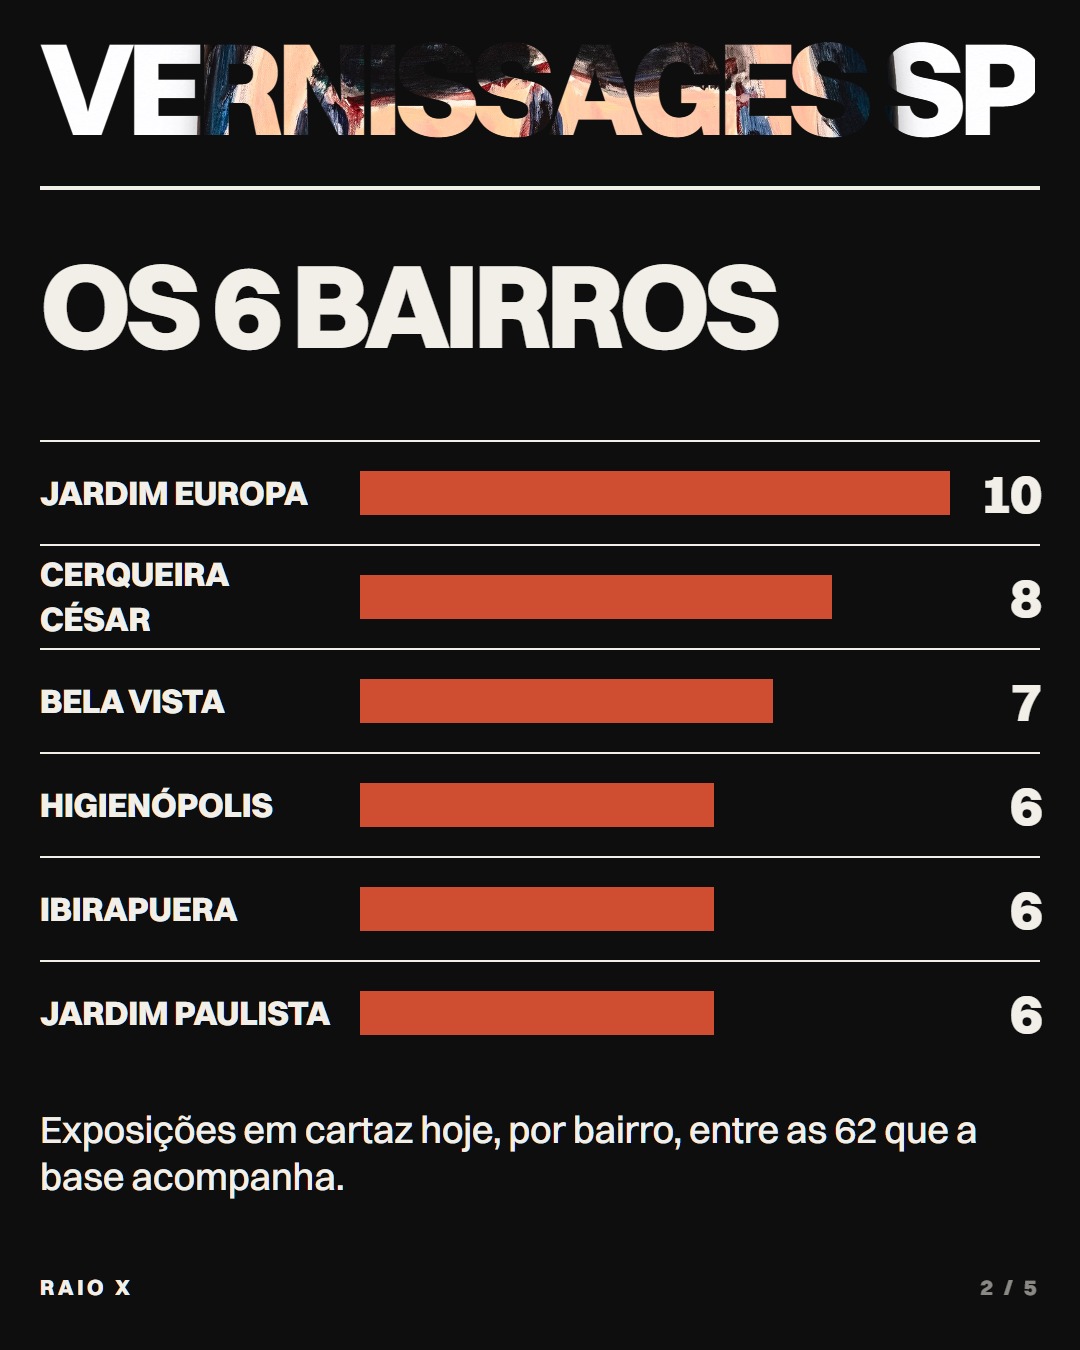 VERNISSAGES SP
OS 6 BAIRROS
JARDIM EUROPA 10
CERQUEIRA
CÉSAR 8
BELA VISTA 7
HIGIENÓPOLIS 6
IBIRAPUERA 6
JARDIM PAULISTA 6
Exposições em cartaz hoje, por bairro, entre as 62 que a
base acompanha.
RAIO X 2 / 5